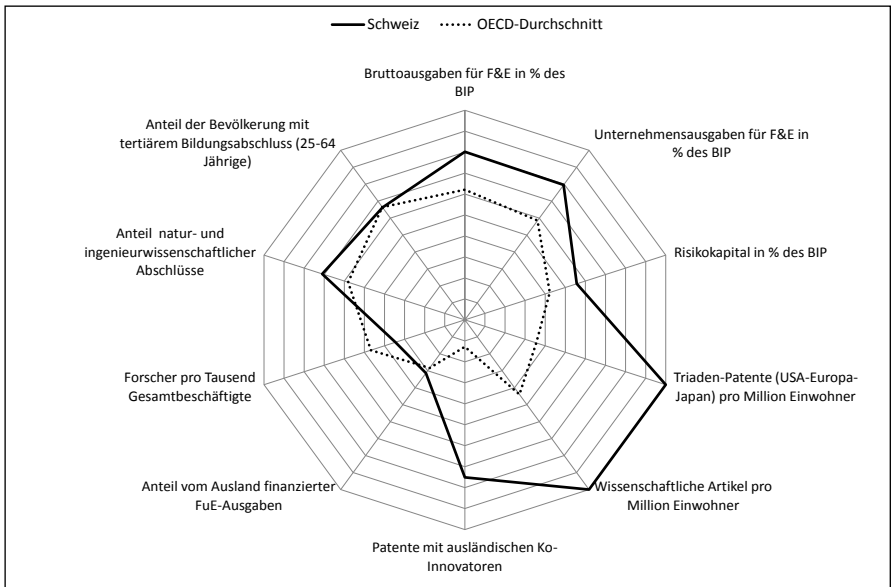 Schweiz
OECD-Durchschnitt
Bruttoausgaben für F&E in % des
BIP
Unternehmensausgaben für F&E in
% des BIP
Risikokapital in % des BIP
Triaden-Patente (USA-Europa-
Japan) pro Million Einwohner
Wissenschaftliche Artikel pro
Million Einwohner
Patente mit ausländischen Ko-
Innovatoren
Anteil vom Ausland finanzierter
FuE-Ausgaben
Forscher pro Tausend
Gesamtbeschäftigte
Anteil natur- und
ingenieurwissenschaftlicher
Abschlüsse
Anteil der Bevölkerung mit
tertiärem Bildungsabschluss (25-64
Jährige)